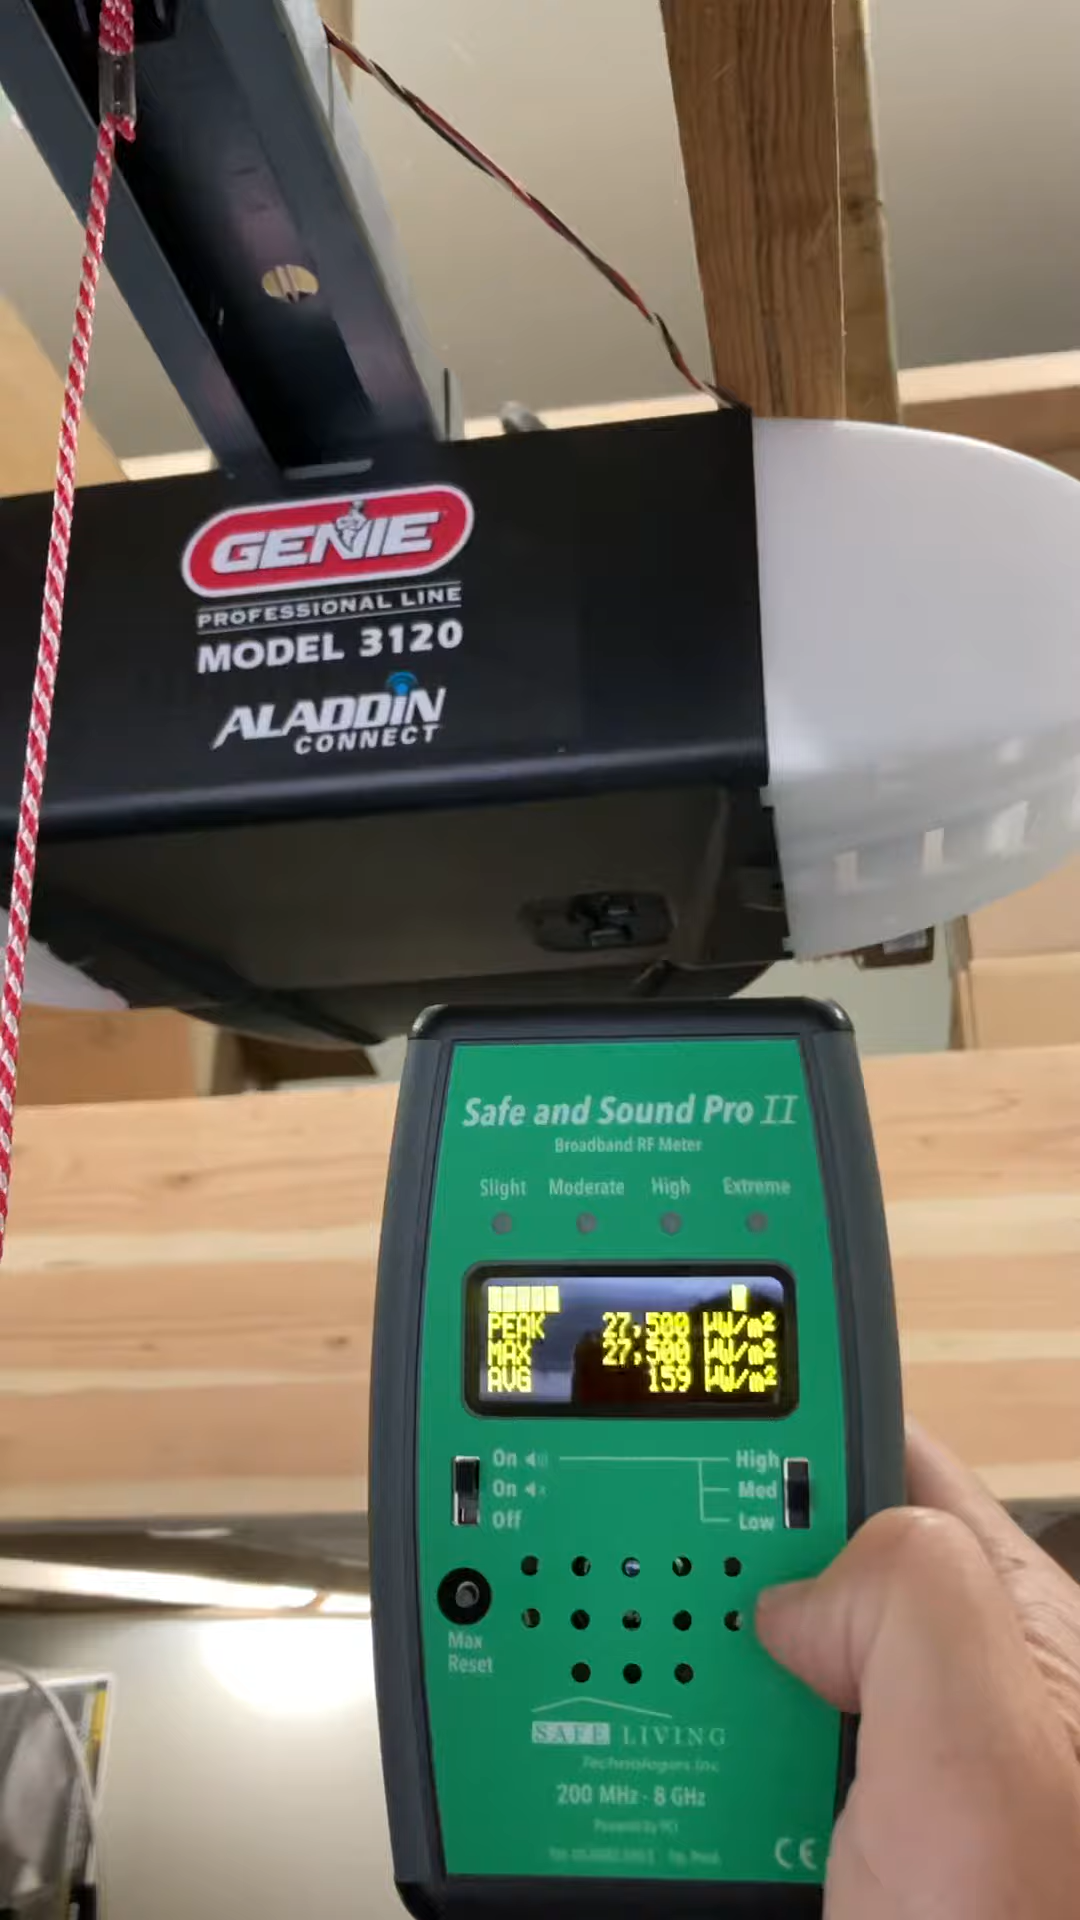 GENIE
PROFESSIONAL LINE
MODEL 3120
ALADDIN
CONNECT
Safe and Sound Pro II
Broadband RF Meter
Slight Moderate High Extreme
PEAK 27,500 µW/m²
MAX 27,500 µW/m²
AVG 159 µW/m²
On High
On Med
Off Low
Max
Reset
SAFE LIVING
Technologies Inc
200 MHz - 8 GHz
CE